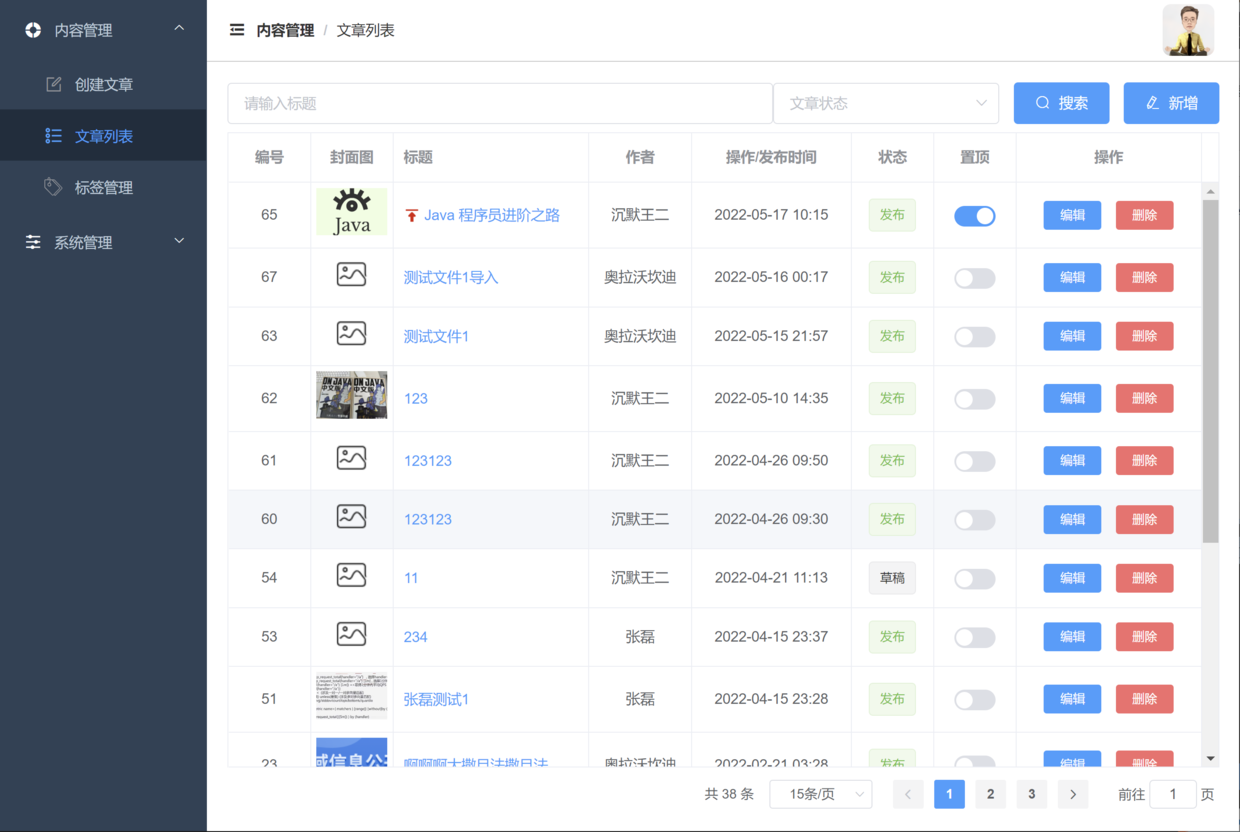 内容管理
创建文章
文章列表
标签管理
系统管理
内容管理 / 文章列表
请输入标题 文章状态 搜索 新增
编号 封面图 标题 作者 操作/发布时间 状态 置顶 操作
65 Java Java 程序员进阶之路 沉默王二 2022-05-17 10:15 发布 编辑 删除
67 测试文件1导入 奥拉沃坎迪 2022-05-16 00:17 发布 编辑 删除
63 测试文件1 奥拉沃坎迪 2022-05-15 21:57 发布 编辑 删除
62 ON JAVA 中文版 ON JAVA 中文版 123 沉默王二 2022-05-10 14:35 发布 编辑 删除
61 123123 沉默王二 2022-04-26 09:50 发布 编辑 删除
60 123123 沉默王二 2022-04-26 09:30 发布 编辑 删除
54 11 沉默王二 2022-04-21 11:13 草稿 编辑 删除
53 234 张磊 2022-04-15 23:37 发布 编辑 删除
51 张磊测试1 张磊 2022-04-15 23:28 发布 编辑 删除
23 域信息公 啊啊啊大撒日法撒日法 奥拉沃坎迪 2022-02-21 03:28 发布 编辑 删除
共 38 条 15条/页 1 2 3 前往 1 页